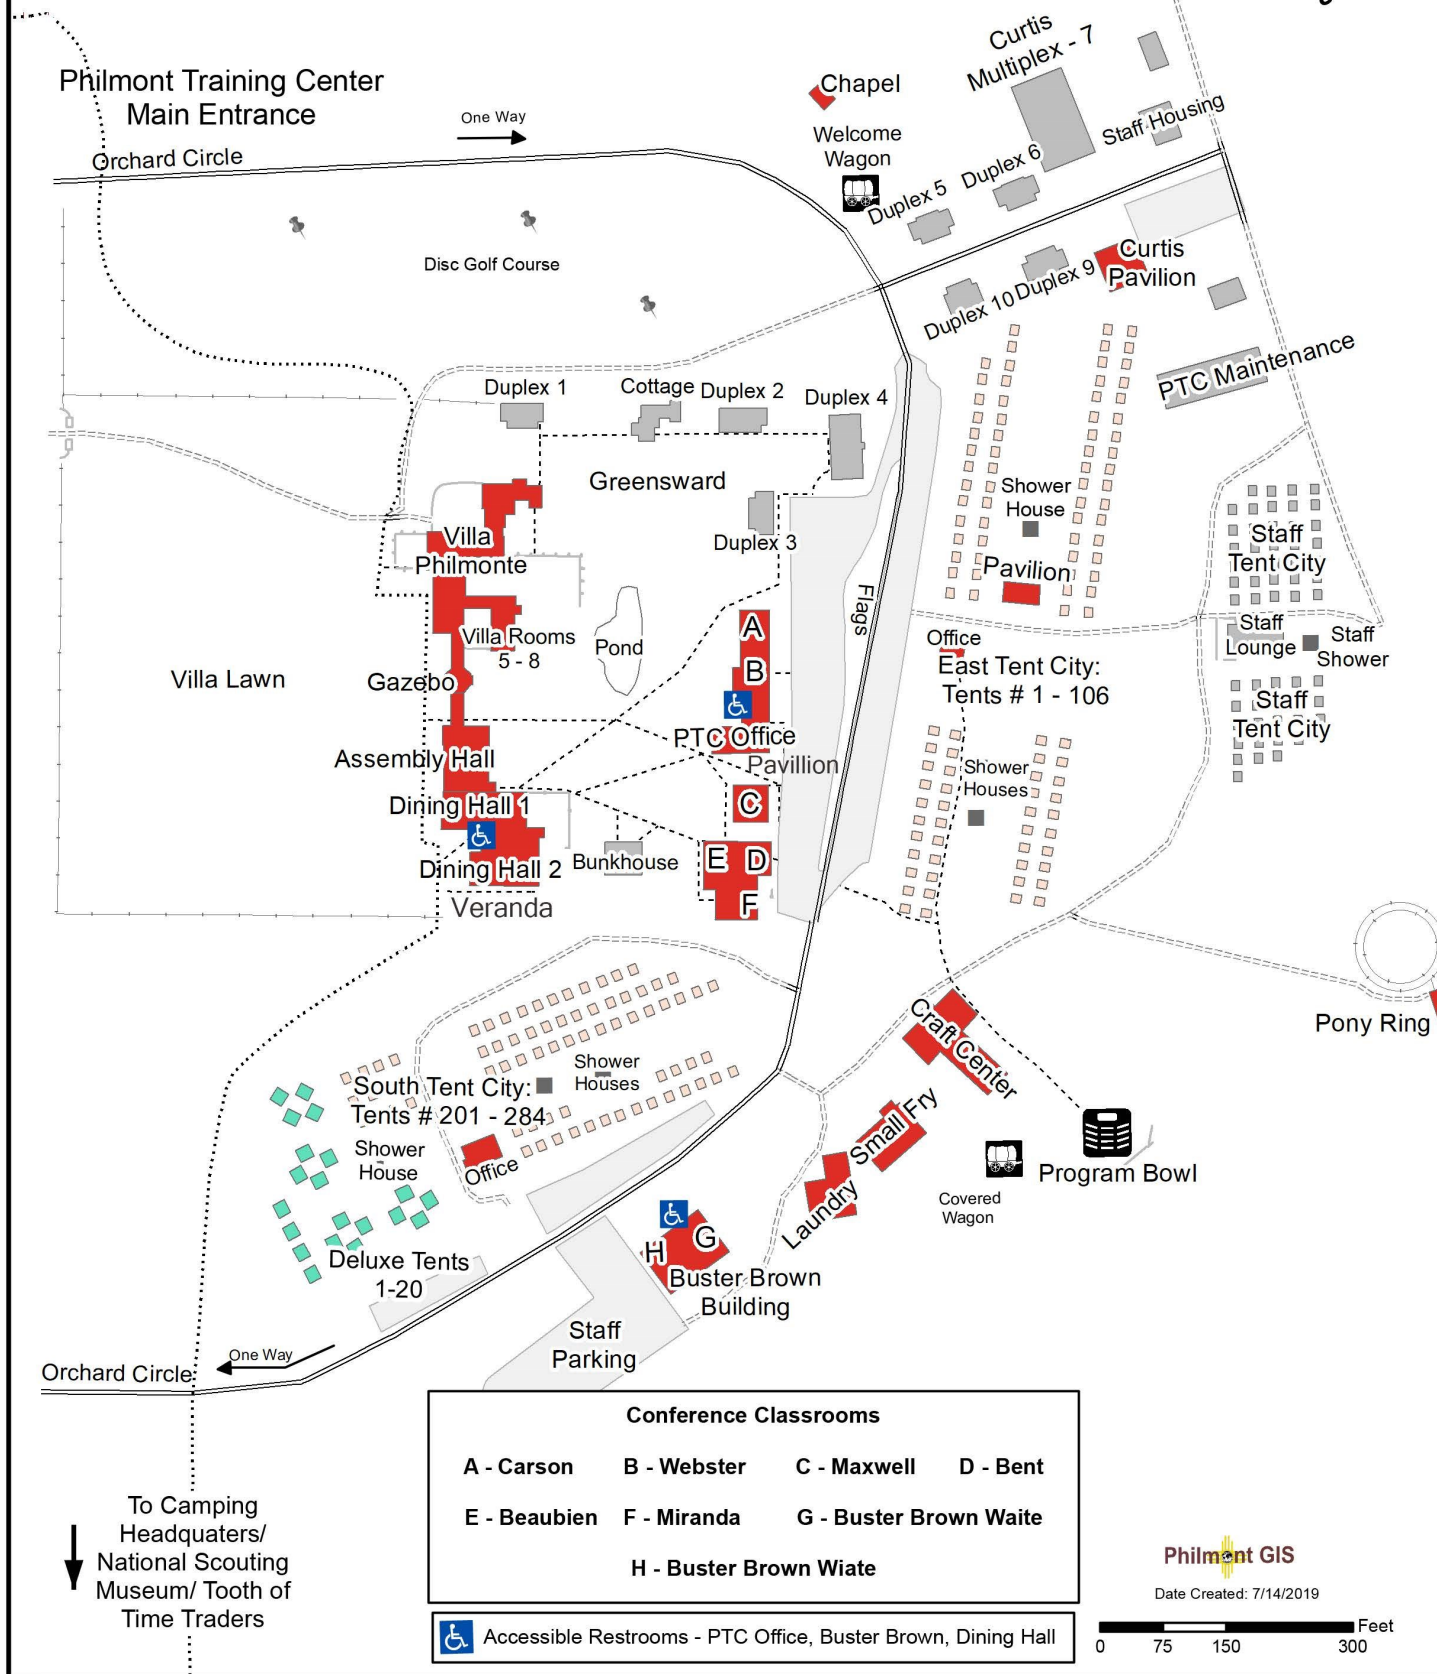 Philmont Training Center
Main Entrance
One Way
Orchard Circle
Chapel
Welcome
Wagon
Curtis
Multiplex - 7
Staff Housing
Duplex 5
Duplex 6
Disc Golf Course
Duplex 10
Duplex 9
Curtis
Pavilion
PTC Maintenance
Duplex 1
Cottage
Duplex 2
Duplex 4
Greensward
Duplex 3
Villa
Philmonte
Villa Rooms
5 - 8
Pond
Flags
Shower
House
Pavilion
Staff
Tent City
Staff
Lounge
Staff
Shower
Staff
Tent City
Office
East Tent City:
Tents # 1 - 106
Villa Lawn
Gazebo
A
B
PTC Office
Pavillion
Assembly Hall
Dining Hall 1
C
Shower
Houses
Dining Hall 2
Veranda
Bunkhouse
E
D
F
Pony Ring
Craft Center
South Tent City:
Tents # 201 - 284
Shower
Houses
Shower
House
Office
Small Fry
Laundry
Covered
Wagon
Program Bowl
Deluxe Tents
1-20
H
G
Buster Brown
Building
Staff
Parking
One Way
Orchard Circle
Conference Classrooms
A - Carson B - Webster C - Maxwell D - Bent
E - Beaubien F - Miranda G - Buster Brown Waite
H - Buster Brown Wiate
Accessible Restrooms - PTC Office, Buster Brown, Dining Hall
To Camping
Headquaters/
National Scouting
Museum/ Tooth of
Time Traders
Philmont GIS
Date Created: 7/14/2019
Feet
0 75 150 300